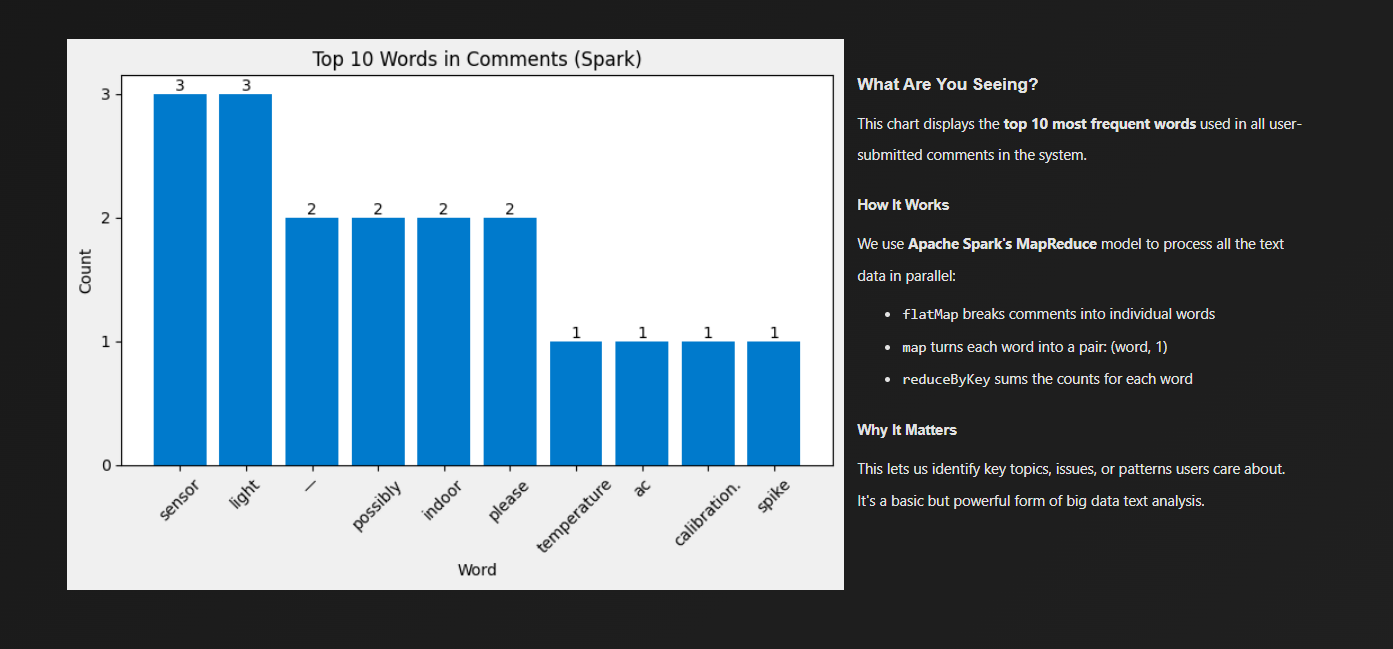 Top 10 Words in Comments (Spark)
3 3 2 2 2 2 1 1 1 1
3
2
1
0
Count
sensor light — possibly indoor please temperature ac calibration. spike
Word
What Are You Seeing?
This chart displays the top 10 most frequent words used in all user-
submitted comments in the system.
How It Works
We use Apache Spark's MapReduce model to process all the text
data in parallel:
• flatMap breaks comments into individual words
• map turns each word into a pair: (word, 1)
• reduceByKey sums the counts for each word
Why It Matters
This lets us identify key topics, issues, or patterns users care about.
It's a basic but powerful form of big data text analysis.